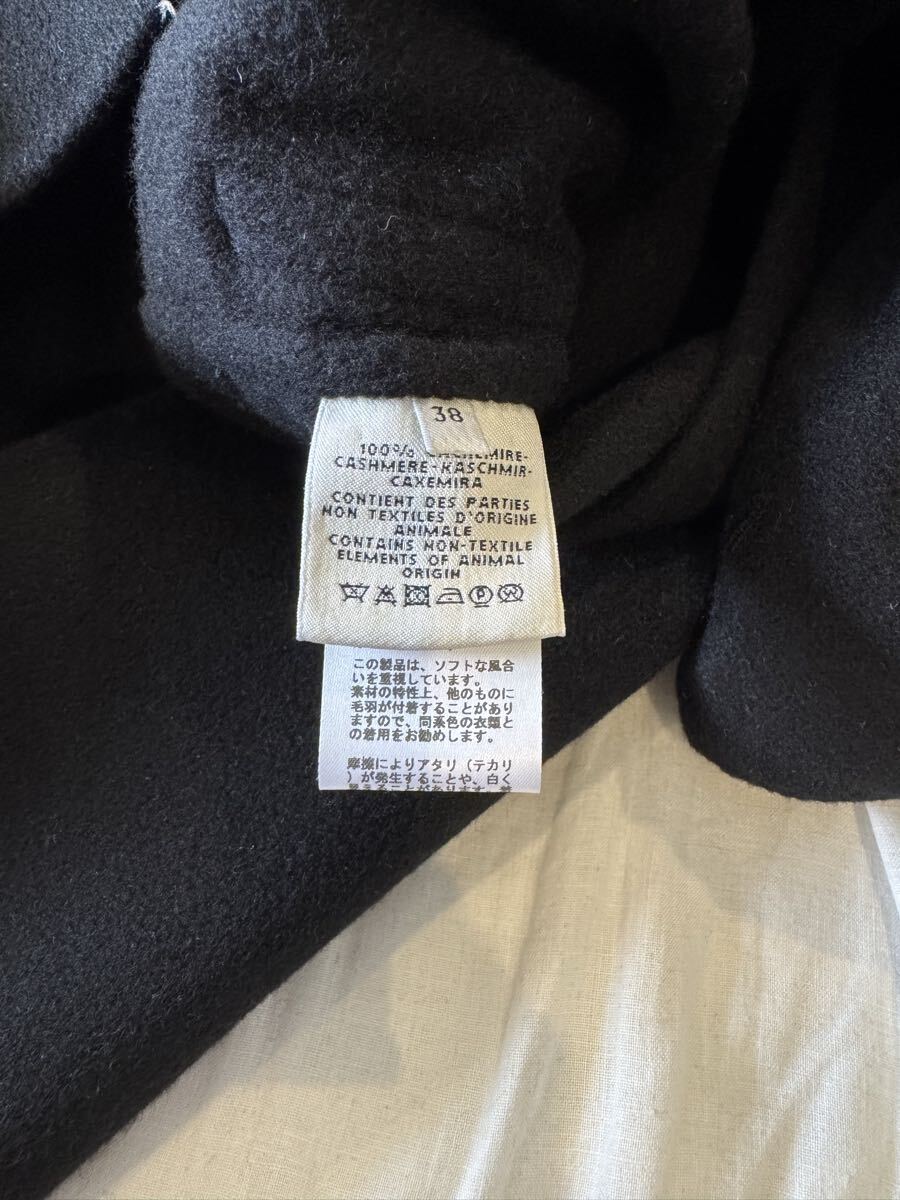 38
100%
CASHMERE-KASCHMIR-
CAXEMIRA
CONTIENT DES PARTIES
NON TEXTILES D'ORIGINE
ANIMALE
CONTAINS NON-TEXTILE
ELEMENTS OF ANIMAL
ORIGIN
この製品は、ソフトな風合
いを重視しています。
素材の特性上、他のものに
毛羽が付着することがあり
ますので、同系色の衣類と
の着用をお勧めします。
摩擦によりアタリ（テカリ
）が発生することや、白く